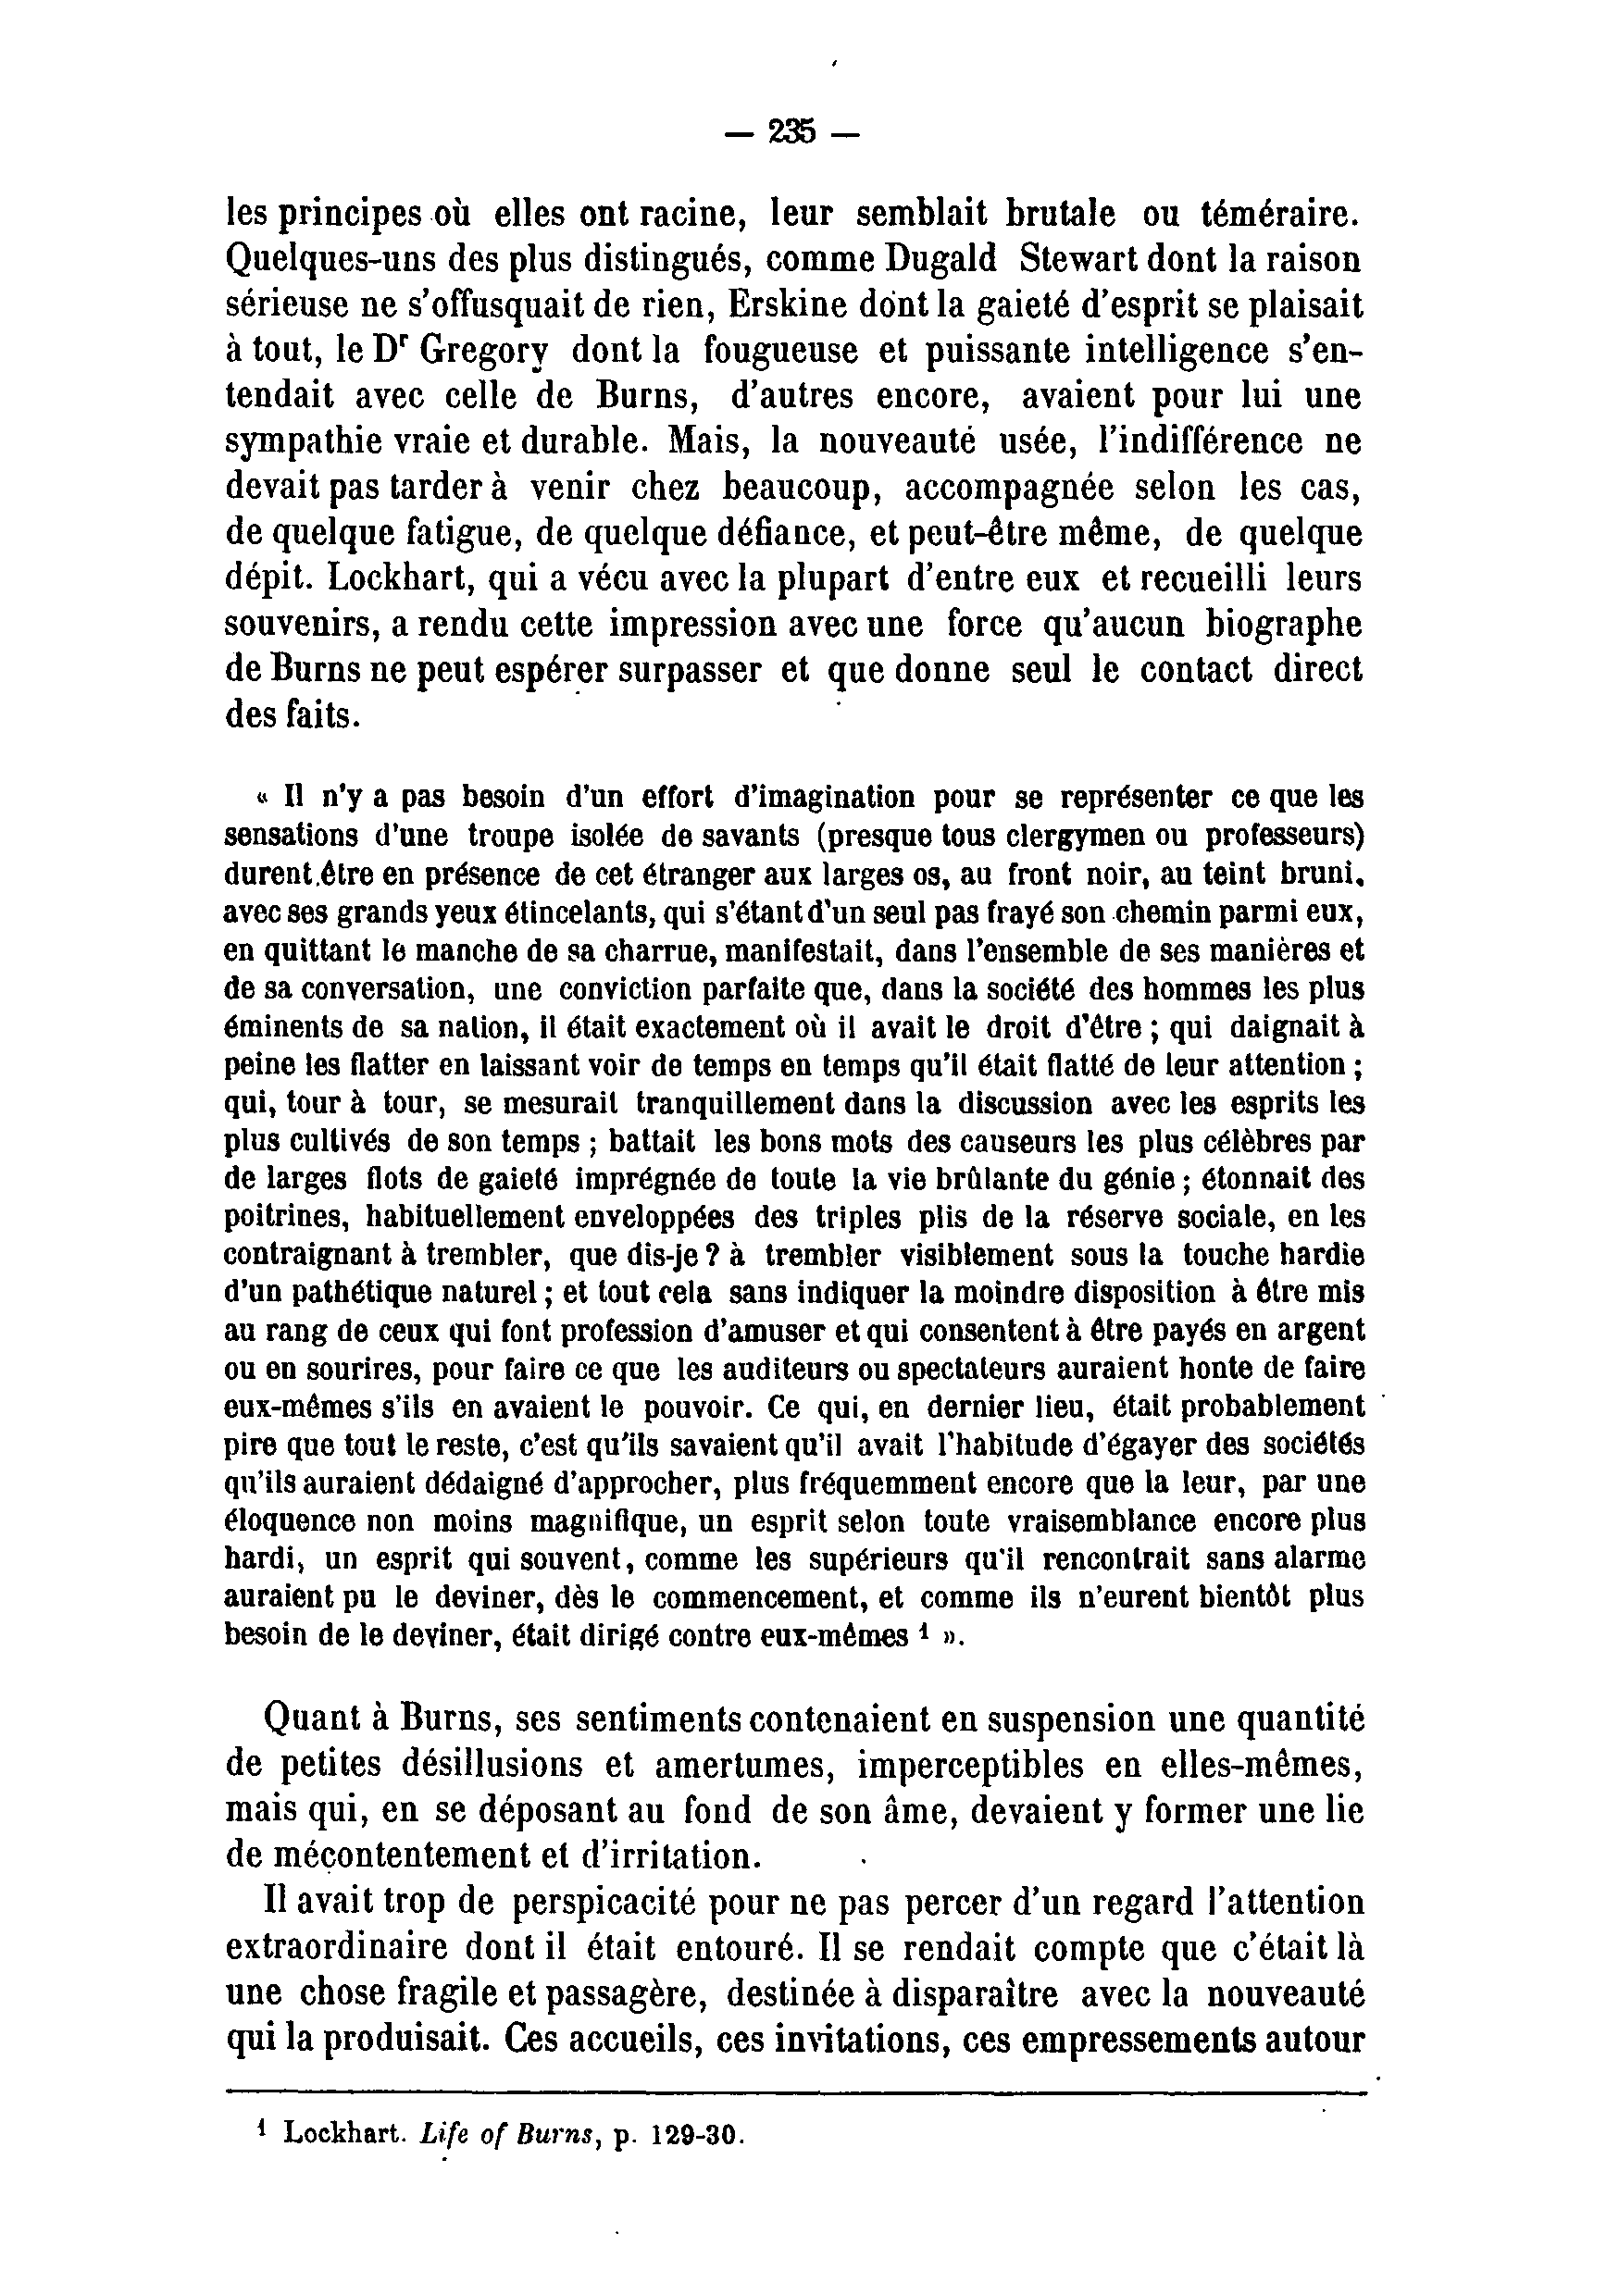 — 235 —
les principes où elles ont racine, leur semblait brutale ou téméraire.
Quelques-uns des plus distingués, comme Dugald Stewart dont la raison
sérieuse ne s'offusquait de rien, Erskine dont la gaieté d'esprit se plaisait
à tout, le Dr Gregory dont la fougueuse et puissante intelligence s'en-
tendait avec celle de Burns, d'autres encore, avaient pour lui une
sympathie vraie et durable. Mais, la nouveauté usée, l'indifférence ne
devait pas tarder à venir chez beaucoup, accompagnée selon les cas,
de quelque fatigue, de quelque défiance, et peut-être même, de quelque
dépit. Lockhart, qui a vécu avec la plupart d'entre eux et recueilli leurs
souvenirs, a rendu cette impression avec une force qu'aucun biographe
de Burns ne peut espérer surpasser et que donne seul le contact direct
des faits.
« Il n'y a pas besoin d'un effort d'imagination pour se représenter ce que les
sensations d'une troupe isolée de savants (presque tous clergymen ou professeurs)
durent être en présence de cet étranger aux larges os, au front noir, au teint bruni,
avec ses grands yeux étincelants, qui s'étant d'un seul pas frayé son chemin parmi eux,
en quittant le manche de sa charrue, manifestait, dans l'ensemble de ses manières et
de sa conversation, une conviction parfaite que, dans la société des hommes les plus
éminents de sa nation, il était exactement où il avait le droit d'être ; qui daignait à
peine les flatter en laissant voir de temps en temps qu'il était flatté de leur attention ;
qui, tour à tour, se mesurait tranquillement dans la discussion avec les esprits les
plus cultivés de son temps ; battait les bons mots des causeurs les plus célèbres par
de larges flots de gaieté imprégnée de toute la vie brûlante du génie ; étonnait des
poitrines, habituellement enveloppées des triples plis de la réserve sociale, en les
contraignant à trembler, que dis-je ? à trembler visiblement sous la touche hardie
d'un pathétique naturel ; et tout cela sans indiquer la moindre disposition à être mis
au rang de ceux qui font profession d'amuser et qui consentent à être payés en argent
ou en sourires, pour faire ce que les auditeurs ou spectateurs auraient honte de faire
eux-mêmes s'ils en avaient le pouvoir. Ce qui, en dernier lieu, était probablement
pire que tout le reste, c'est qu'ils savaient qu'il avait l'habitude d'égayer des sociétés
qu'ils auraient dédaigné d'approcher, plus fréquemment encore que la leur, par une
éloquence non moins magnifique, un esprit selon toute vraisemblance encore plus
hardi, un esprit qui souvent, comme les supérieurs qu'il rencontrait sans alarme
auraient pu le deviner, dès le commencement, et comme ils n'eurent bientôt plus
besoin de le deviner, était dirigé contre eux-mêmes 1 ».
Quant à Burns, ses sentiments contenaient en suspension une quantité
de petites désillusions et amertumes, imperceptibles en elles-mêmes,
mais qui, en se déposant au fond de son âme, devaient y former une lie
de mécontentement et d'irritation.
Il avait trop de perspicacité pour ne pas percer d'un regard l'attention
extraordinaire dont il était entouré. Il se rendait compte que c'était là
une chose fragile et passagère, destinée à disparaître avec la nouveauté
qui la produisait. Ces accueils, ces invitations, ces empressements autour
1 Lockhart. Life of Burns, p. 129-30.